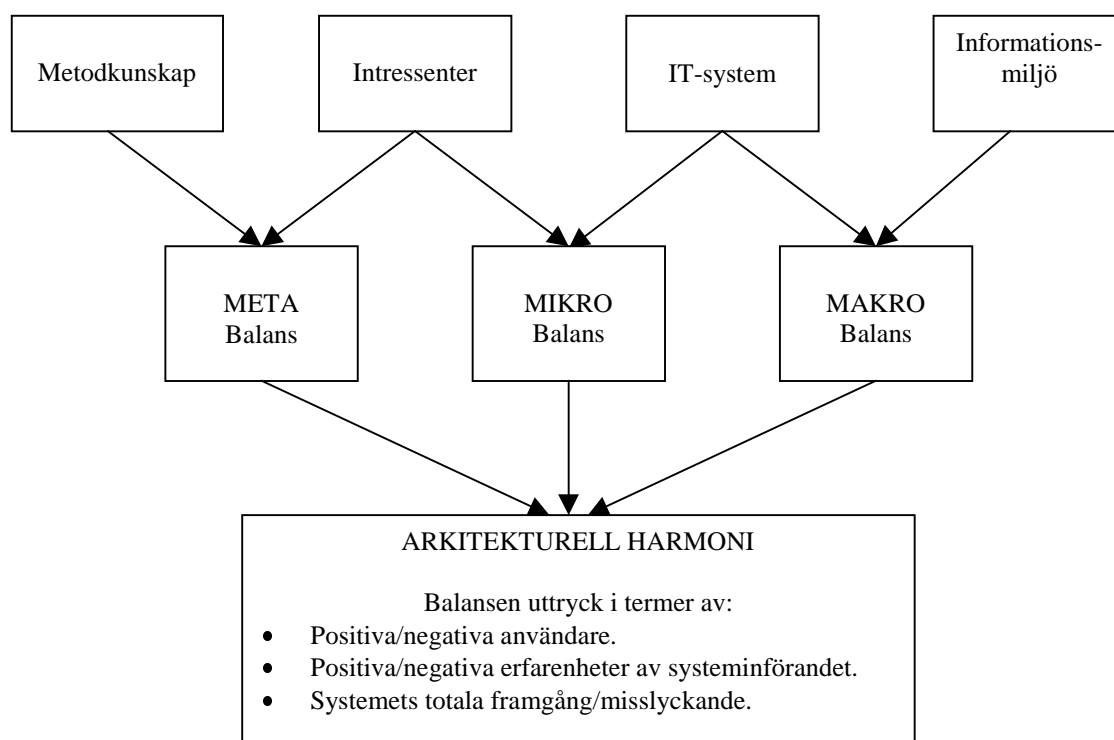 Metodkunskap
Intressenter
IT-system
Informations-
miljö
META
Balans
MIKRO
Balans
MAKRO
Balans
ARKITEKTURELL HARMONI
Balansen uttryck i termer av:
• Positiva/negativa användare.
• Positiva/negativa erfarenheter av systeminförandet.
• Systemets totala framgång/misslyckande.